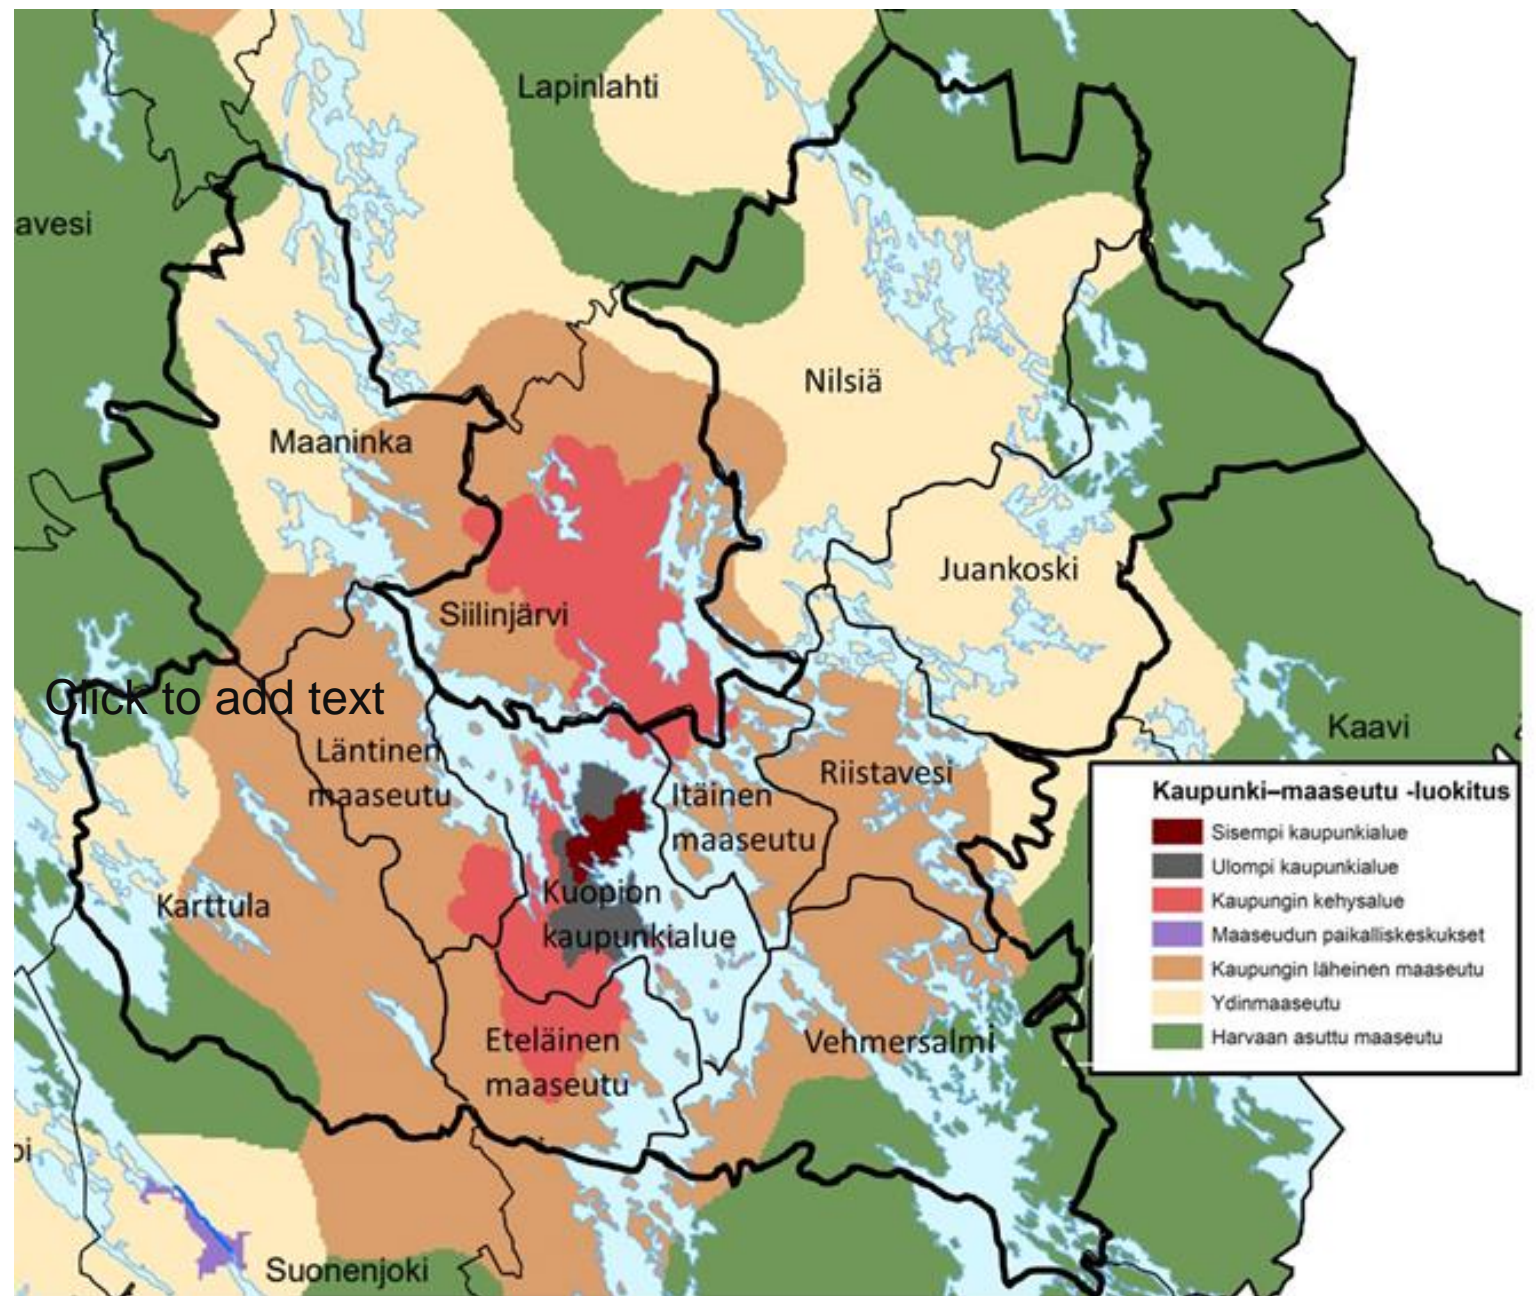 Lapinlahti
avesi
Nilsiä
Maaninka
Juankoski
Siilinjärvi
Click to add text
Kaavi
Läntinen
maaseutu
Riistavesi
Itäinen
maaseutu
Karttula
Kuopion
kaupunkialue
Eteläinen
maaseutu
Vehmersalmi
pi
Suonenjoki
Kaupunki–maaseutu -luokitus
Sisempi kaupunkialue
Ulompi kaupunkialue
Kaupungin kehysalue
Maaseudun paikalliskeskukset
Kaupungin läheinen maaseutu
Ydinmaaseutu
Harvaan asuttu maaseutu